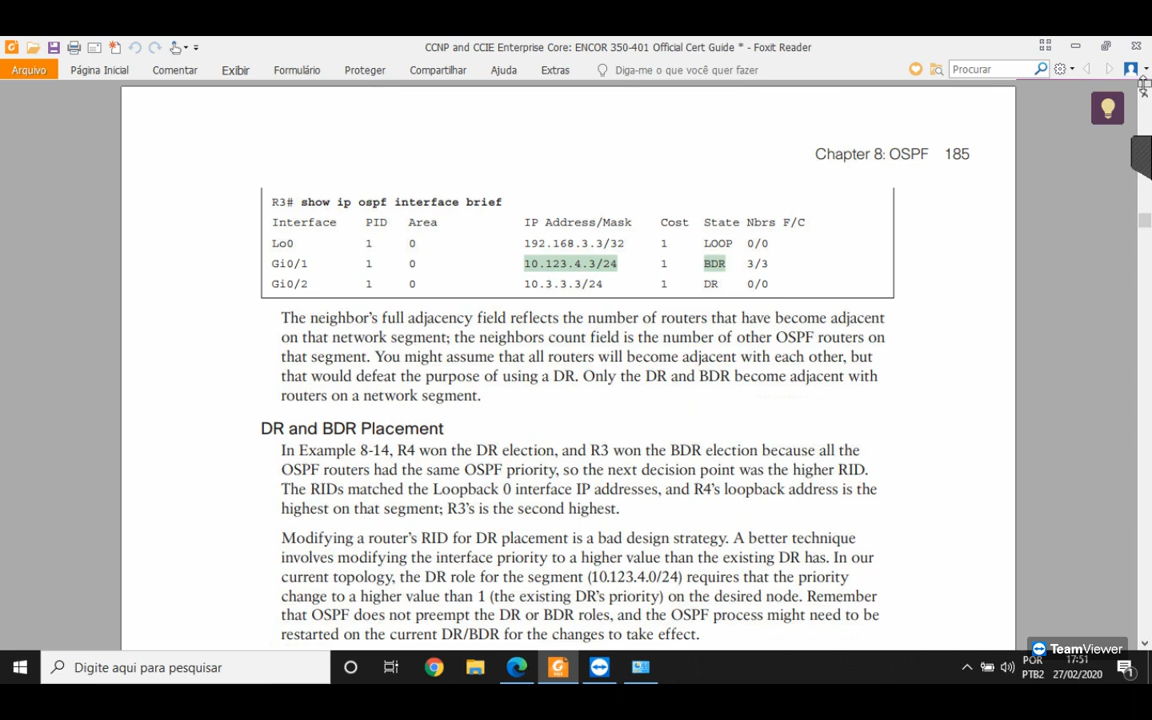 CCNP and CCIE Enterprise Core: ENCOR 350-401 Official Cert Guide * - Foxit Reader
Arquivo Página Inicial Comentar Exibir Formulário Proteger Compartilhar Ajuda Extras Diga-me o que você quer fazer Procurar
Chapter 8: OSPF 185
R3# show ip ospf interface brief
Interface PID Area IP Address/Mask Cost State Nbrs F/C
Lo0 1 0 192.168.3.3/32 1 LOOP 0/0
Gi0/1 1 0 10.123.4.3/24 1 BDR 3/3
Gi0/2 1 0 10.3.3.3/24 1 DR 0/0
The neighbor's full adjacency field reflects the number of routers that have become adjacent
on that network segment; the neighbors count field is the number of other OSPF routers on
that segment. You might assume that all routers will become adjacent with each other, but
that would defeat the purpose of using a DR. Only the DR and BDR become adjacent with
routers on a network segment.
DR and BDR Placement
In Example 8-14, R4 won the DR election, and R3 won the BDR election because all the
OSPF routers had the same OSPF priority, so the next decision point was the higher RID.
The RIDs matched the Loopback 0 interface IP addresses, and R4's loopback address is the
highest on that segment; R3's is the second highest.
Modifying a router's RID for DR placement is a bad design strategy. A better technique
involves modifying the interface priority to a higher value than the existing DR has. In our
current topology, the DR role for the segment (10.123.4.0/24) requires that the priority
change to a higher value than 1 (the existing DR's priority) on the desired node. Remember
that OSPF does not preempt the DR or BDR roles, and the OSPF process might need to be
restarted on the current DR/BDR for the changes to take effect.
TeamViewer
Digite aqui para pesquisar
POR
PTB2
17:51
27/02/2020
1